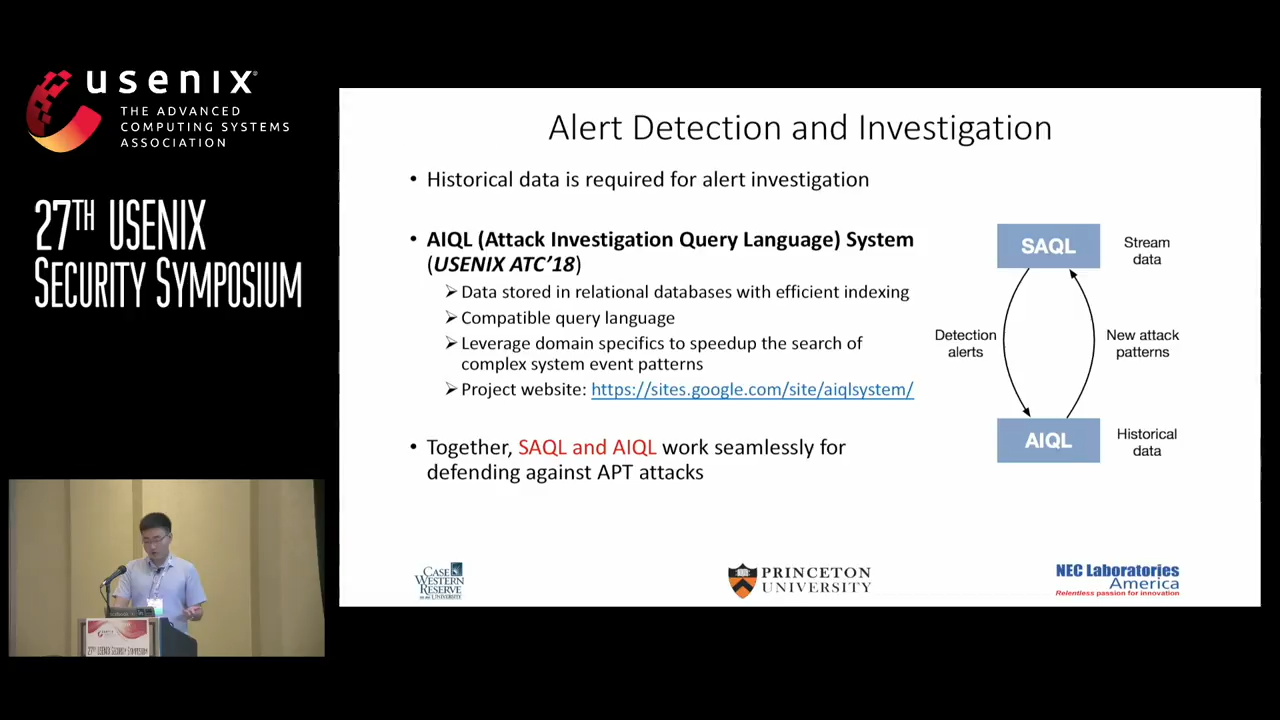 usenix
THE ADVANCED
COMPUTING SYSTEMS
ASSOCIATION
27TH USENIX
SECURITY SYMPOSIUM
Alert Detection and Investigation
• Historical data is required for alert investigation
• AIQL (Attack Investigation Query Language) System
(USENIX ATC'18)
➢ Data stored in relational databases with efficient indexing
➢ Compatible query language
➢ Leverage domain specifics to speedup the search of
complex system event patterns
➢ Project website: https://sites.google.com/site/aiqlsystem/
• Together, SAQL and AIQL work seamlessly for
defending against APT attacks
SAQL
Stream
data
Detection
alerts
New attack
patterns
AIQL
Historical
data
CASE
WESTERN
RESERVE
UNIVERSITY
PRINCETON
UNIVERSITY
NEC Laboratories
America
Relentless passion for innovation
27TH USENIX SECURITY SYMPOSIUM